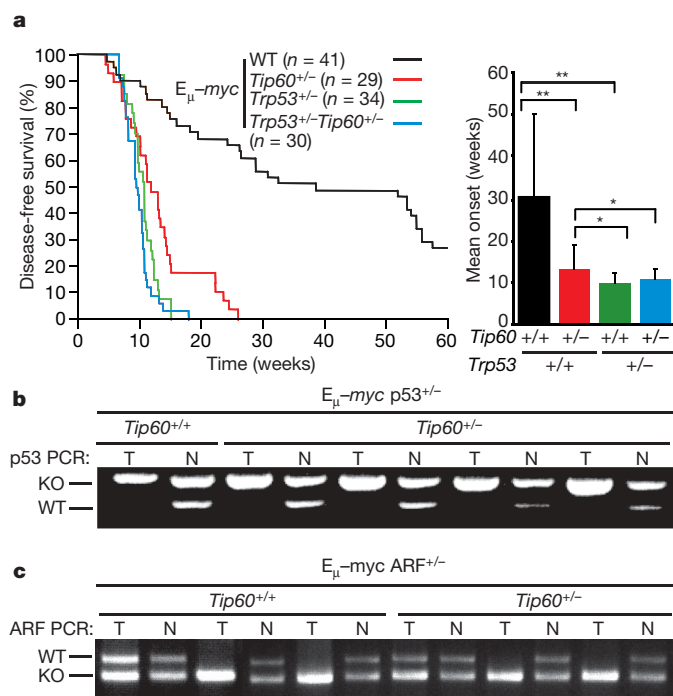 a
100
90
80
70
60
50
40
30
20
10
0
Disease-free survival (%)
0 10 20 30 40 50 60
Time (weeks)
Eμ–myc
WT (n = 41)
Tip60+/– (n = 29)
Trp53+/– (n = 34)
Trp53+/–Tip60+/–
(n = 30)
60
50
40
30
20
10
0
Mean onset (weeks)
**
**
*
*
Tip60 +/+ +/– +/+ +/–
Trp53 +/+ +/–
b
Eμ–myc p53+/–
Tip60+/+ Tip60+/–
p53 PCR: T N T N T N T N T N
KO
WT
c
Eμ–myc ARF+/–
Tip60+/+ Tip60+/–
ARF PCR: T N T N T N T N T N T N
WT
KO